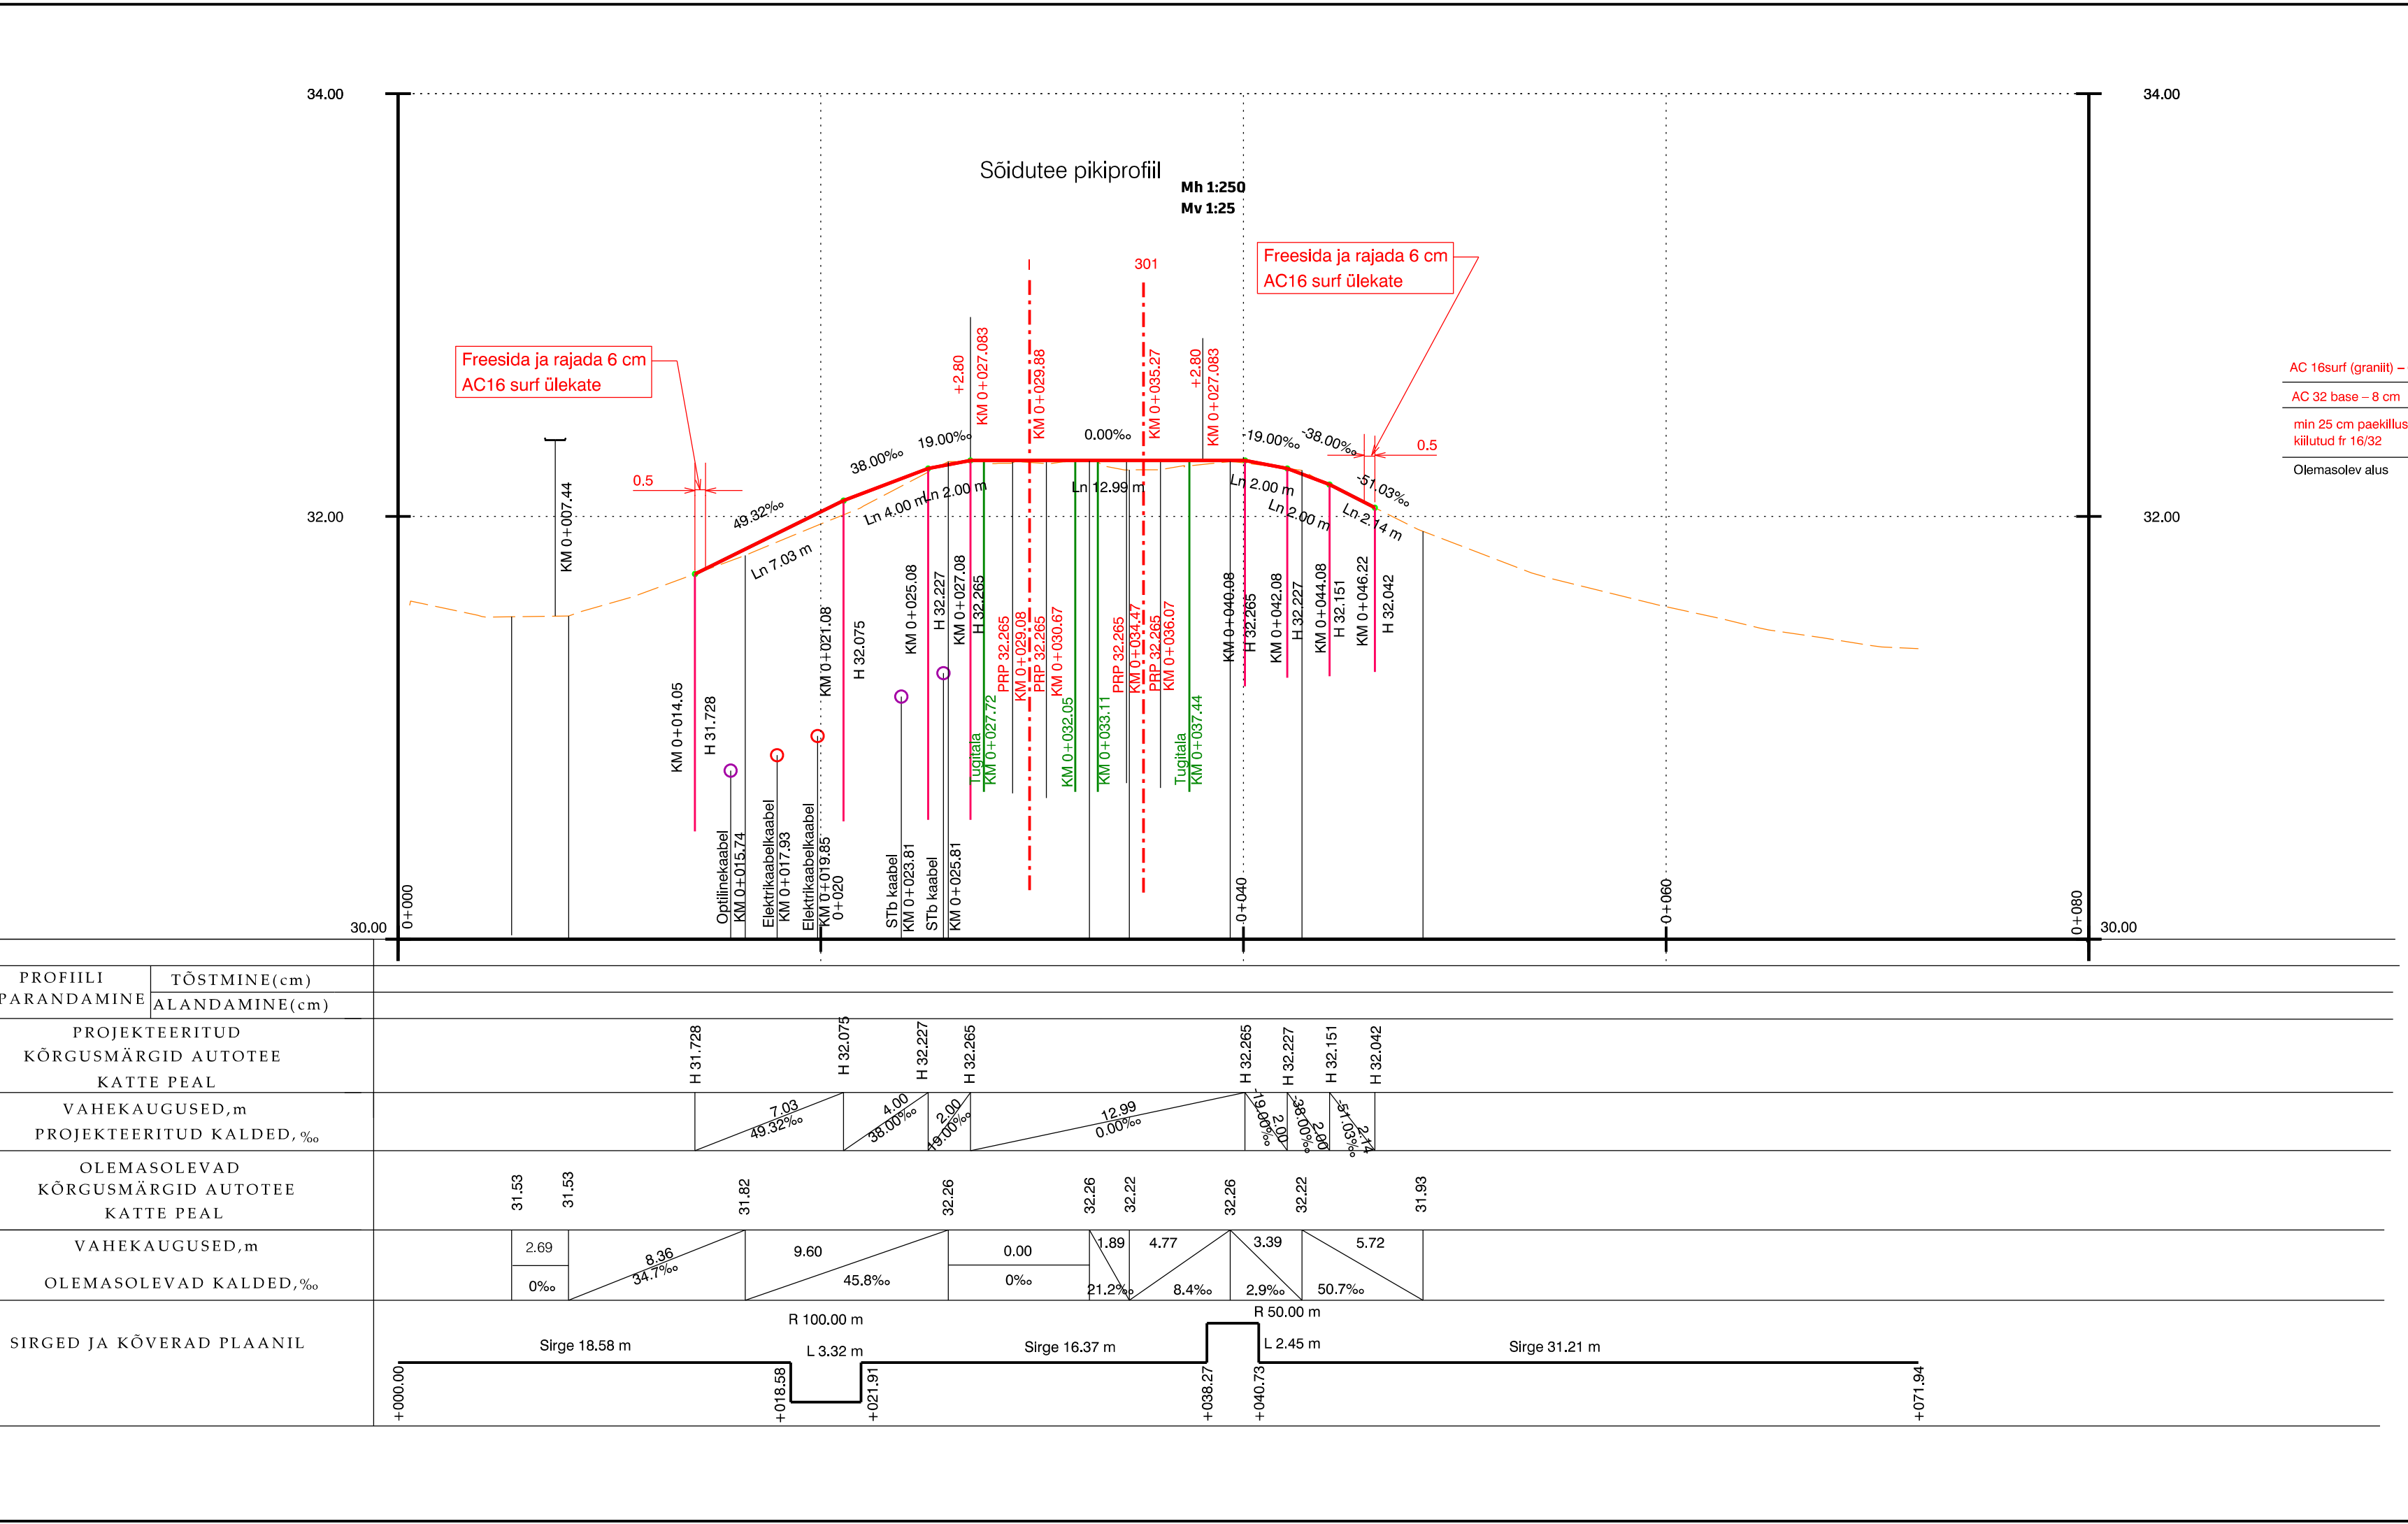 34.00
34.00
Sõidutee pikiprofiil
Mh 1:250
Mv 1:25
Freesida ja rajada 6 cm
AC16 surf ülekate
I
301
Freesida ja rajada 6 cm
AC16 surf ülekate
AC 16surf (graniit) –
AC 32 base – 8 cm
min 25 cm paekillus
kiilutud fr 16/32
Olemasolev alus
+2.80
KM 0+027.083
KM 0+029.88
KM 0+035.27
+2.80
KM 0+027.083
0.5
49.32‰
38.00‰
19.00‰
0.00‰
-19.00‰
-38.00‰
-51.03‰
0.5
KM 0+007.44
32.00
32.00
Ln 7.03 m
Ln 4.00 m
Ln 2.00 m
Ln 12.99 m
Ln 2.00 m
Ln 2.00 m
Ln 2.14 m
KM 0+014.05
H 31.728
KM 0+021.08
H 32.075
KM 0+025.08
H 32.227
KM 0+027.08
H 32.265
PRP 32.265
KM 0+029.08
PRP 32.265
KM 0+030.67
PRP 32.265
KM 0+034.47
PRP 32.265
KM 0+036.07
KM 0+040.08
H 32.265
KM 0+042.08
H 32.227
KM 0+044.08
H 32.151
KM 0+046.22
H 32.042
Tugitala
KM 0+027.72
KM 0+032.05
KM 0+033.11
Tugitala
KM 0+037.44
Optilinekaabel
KM 0+015.74
Elektrikaabelkaabel
KM 0+017.93
Elektrikaabelkaabel
KM 0+019.85
STb kaabel
KM 0+023.81
STb kaabel
KM 0+025.81
30.00
0+000
0+020
0+040
0+060
0+080
30.00
PROFIILI
PARANDAMINE
TÕSTMINE(cm)
ALANDAMINE(cm)
PROJEKTEERITUD
KÕRGUSMÄRGID AUTOTEE
KATTE PEAL
H 31.728
H 32.075
H 32.227
H 32.265
H 32.265
H 32.227
H 32.151
H 32.042
VAHEKAUGUSED,m
PROJEKTEERITUD KALDED,‰
7.03
49.32‰
4.00
38.00‰
2.00
19.00‰
12.99
0.00‰
-19.00‰
2.00
-38.00‰
2.00
-51.03‰
2.14
OLEMASOLEVAD
KÕRGUSMÄRGID AUTOTEE
KATTE PEAL
31.53
31.53
31.82
32.26
32.26
32.22
32.26
32.22
31.93
VAHEKAUGUSED,m
OLEMASOLEVAD KALDED,‰
2.69
0‰
8.36
34.7‰
9.60
45.8‰
0.00
0‰
1.89
21.2‰
4.77
8.4‰
3.39
2.9‰
5.72
50.7‰
SIRGED JA KÕVERAD PLAANIL
Sirge 18.58 m
R 100.00 m
L 3.32 m
Sirge 16.37 m
R 50.00 m
L 2.45 m
Sirge 31.21 m
+000.00
+018.58
+021.91
+038.27
+040.73
+071.94